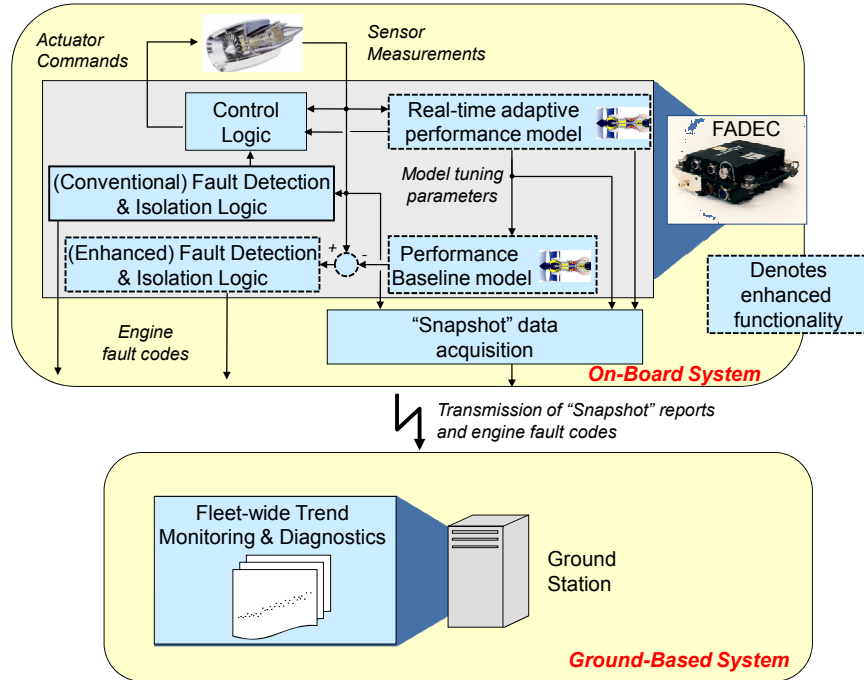 Actuator
Commands
Sensor
Measurements
Control
Logic
Real-time adaptive
performance model
FADEC
(Conventional) Fault Detection
& Isolation Logic
Model tuning
parameters
(Enhanced) Fault Detection
& Isolation Logic
+
-
Performance
Baseline model
Denotes
enhanced
functionality
Engine
fault codes
“Snapshot” data
acquisition
On-Board System
Transmission of “Snapshot” reports
and engine fault codes
Fleet-wide Trend
Monitoring & Diagnostics
Ground
Station
Ground-Based System